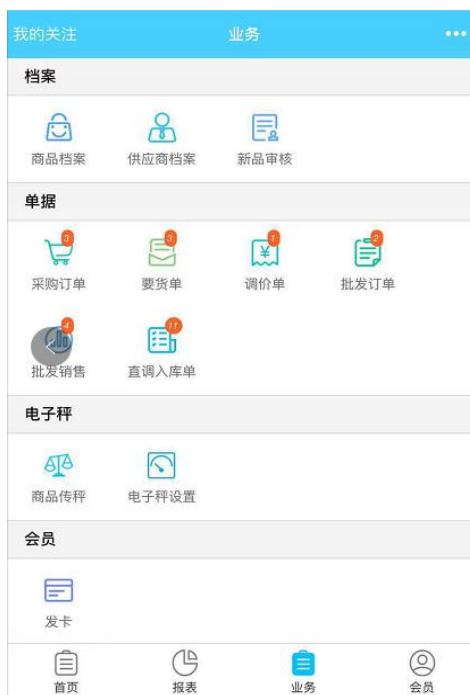 我的关注 业务
档案
商品档案 供应商档案 新品审核
单据
3 3 1 2
采购订单 要货单 调价单 批发订单
4 11
批发销售 直调入库单
电子秤
商品传秤 电子秤设置
会员
发卡
首页 报表 业务 会员